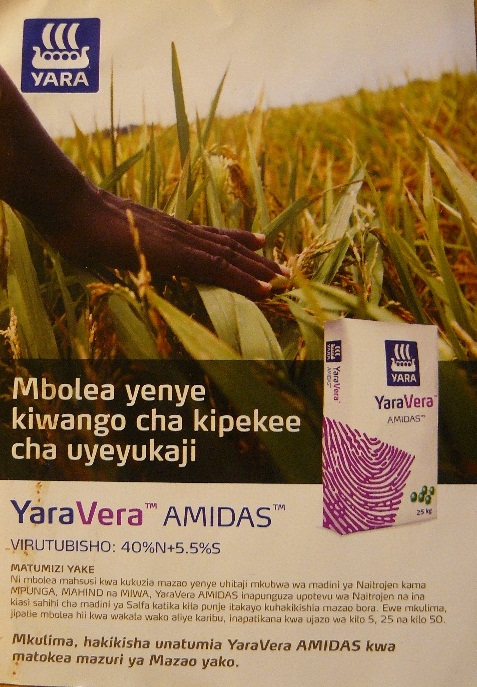 YARA
Mbolea yenye
kiwango cha kipekee
cha uyeyukaji
YARA
YaraVera™
AMIDAS™
25 kg
YaraVera
AMIDAS
YaraVera™ AMIDAS™
VIRUTUBISHO: 40%N+5.5%S
MATUMIZI YAKE
Ni mbolea mahsusi kwa kukuzia mazao yenye uhitaji mkubwa wa madini ya Naitrojen kama
MPUNGA, MAHIND na MIWA, YaraVera AMIDAS inapunguza upotevu wa Naitrojen na ina
kiasi sahihi cha madini ya Salfa katika kila punje itakayo kuhakikishia mazao bora. Ewe mkulima,
jipatie mbolea hii kwa wakala wako aliye karibu, inapatikana kwa ujazo wa kilo 5, 25 na kilo 50.
Mkulima, hakikisha unatumia YaraVera AMIDAS kwa
matokea mazuri ya Mazao yako.